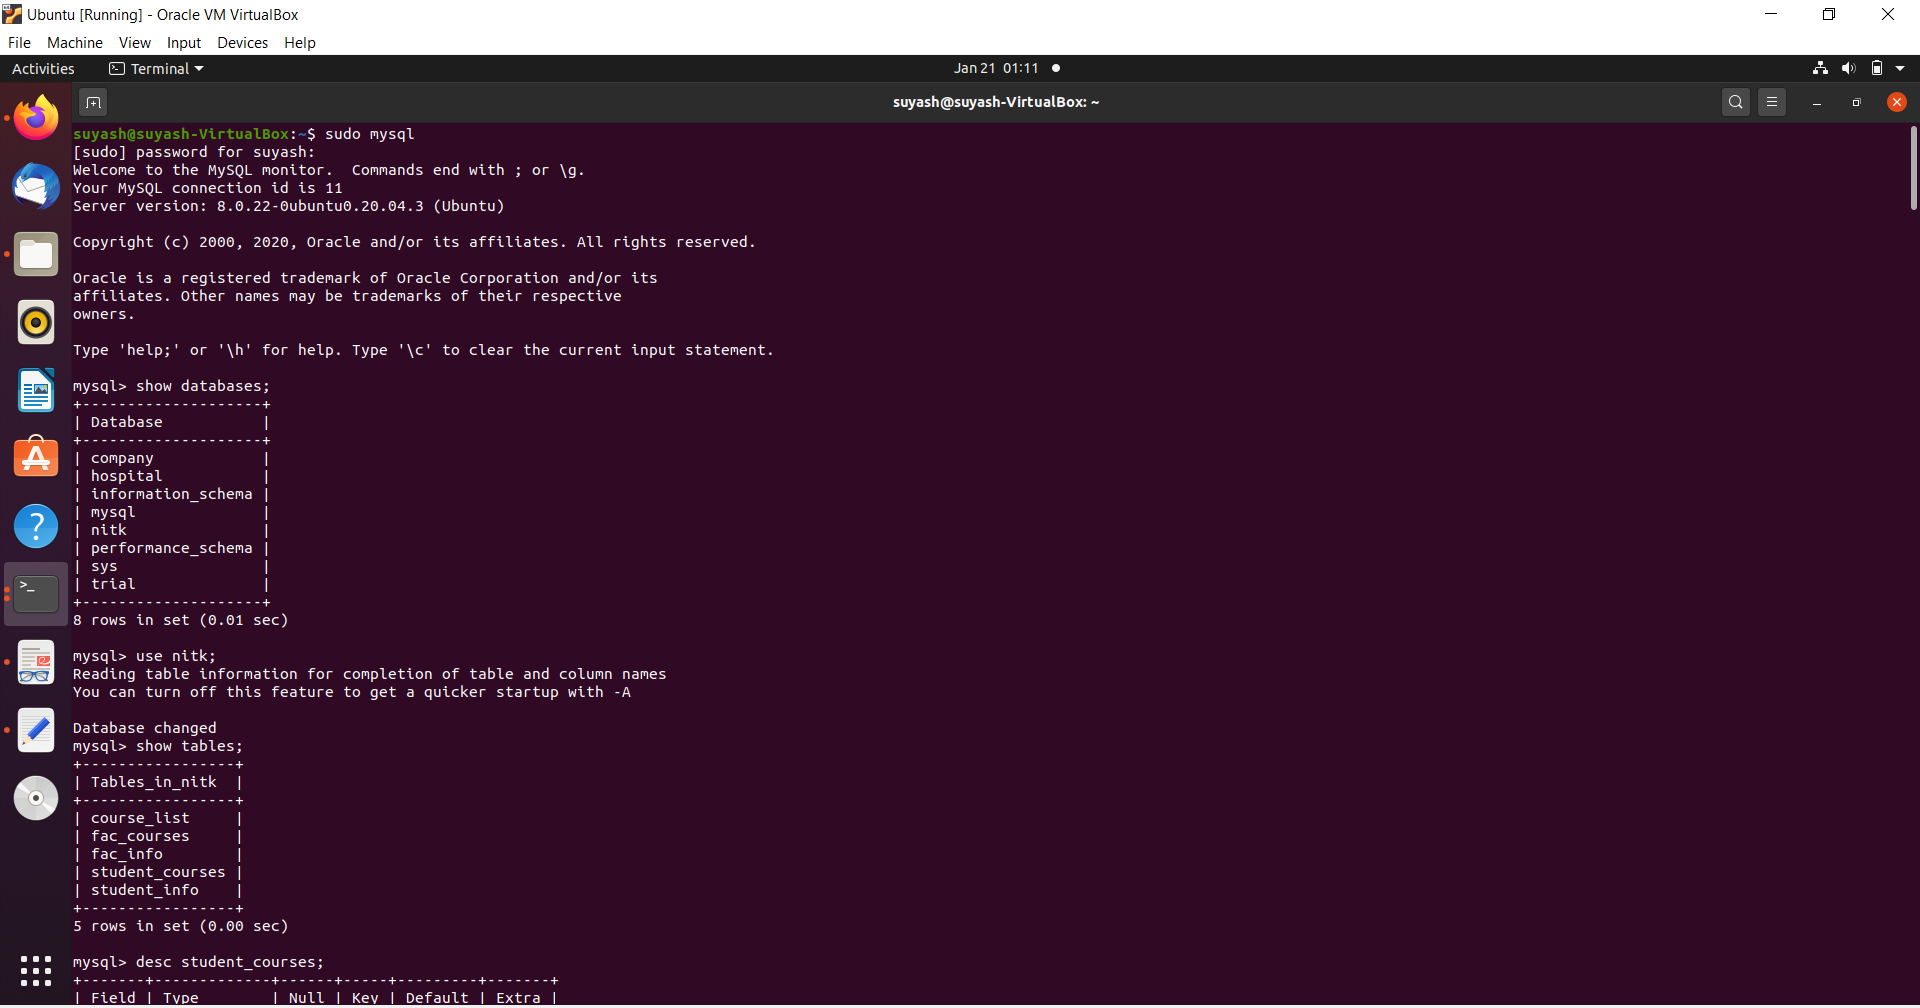 Ubuntu [Running] - Oracle VM VirtualBox
File Machine View Input Devices Help
Activities Terminal Jan 21 01:11
suyash@suyash-VirtualBox: ~
suyash@suyash-VirtualBox:~$ sudo mysql
[sudo] password for suyash:
Welcome to the MySQL monitor.  Commands end with ; or \g.
Your MySQL connection id is 11
Server version: 8.0.22-0ubuntu0.20.04.3 (Ubuntu)
Copyright (c) 2000, 2020, Oracle and/or its affiliates. All rights reserved.
Oracle is a registered trademark of Oracle Corporation and/or its
affiliates. Other names may be trademarks of their respective
owners.
Type 'help;' or '\h' for help. Type '\c' to clear the current input statement.
mysql> show databases;
+--------------------+
| Database           |
+--------------------+
| company            |
| hospital           |
| information_schema |
| mysql              |
| nitk               |
| performance_schema |
| sys                |
| trial              |
+--------------------+
8 rows in set (0.01 sec)
mysql> use nitk;
Reading table information for completion of table and column names
You can turn off this feature to get a quicker startup with -A
Database changed
mysql> show tables;
+-----------------+
| Tables_in_nitk  |
+-----------------+
| course_list     |
| fac_courses     |
| fac_info        |
| student_courses |
| student_info    |
+-----------------+
5 rows in set (0.00 sec)
mysql> desc student_courses;
+-------+-------------+------+-----+---------+-------+
| Field | Type        | Null | Key | Default | Extra |